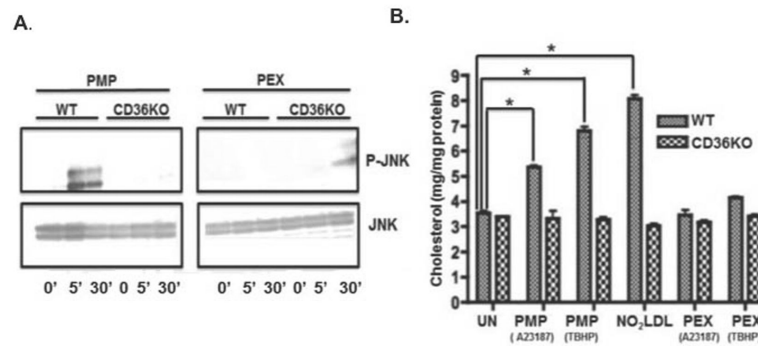 A.
PMP
PEX
WT CD36KO
WT CD36KO
P-JNK
JNK
0' 5' 30' 0 5' 30'
0' 5' 30' 0' 5' 30'
B.
*
*
*
Cholesterol (mg/mg protein)
9
8
7
6
5
4
3
2
1
0
WT
CD36KO
UN PMP PMP NO₂LDL PEX PEX
( A23187) (TBHP) (A23187) (TBHP)